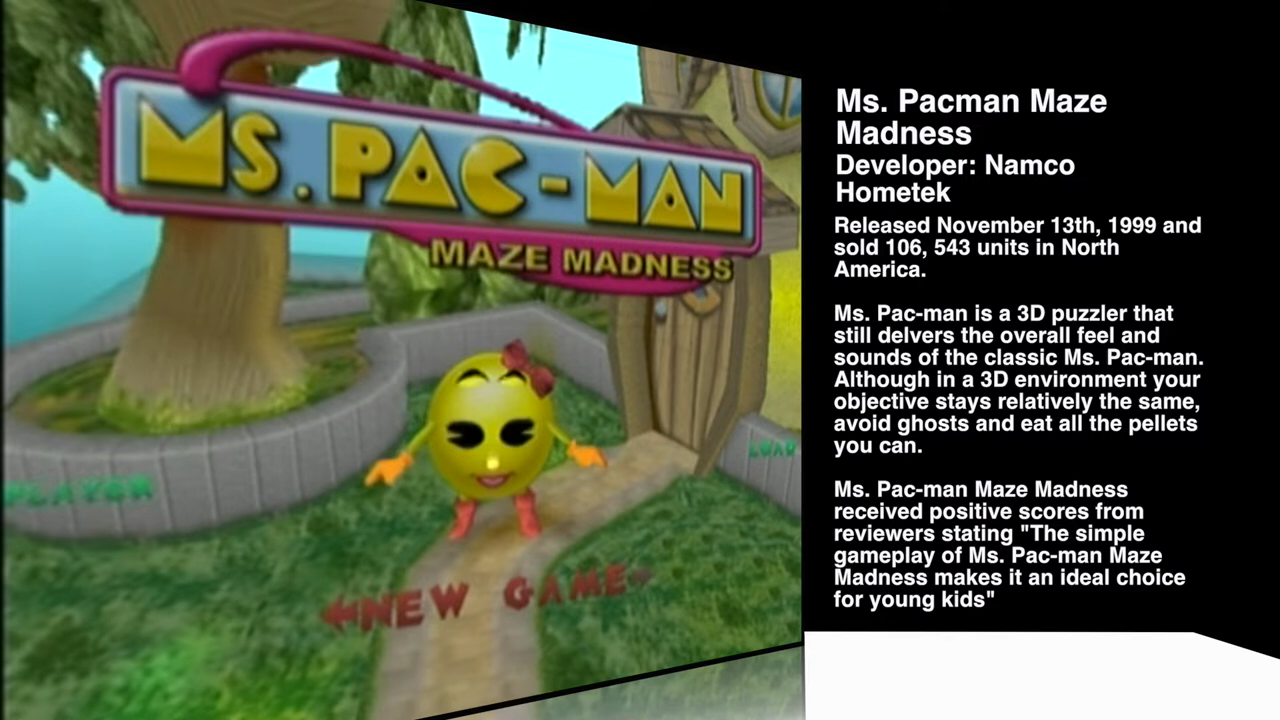 MS. PAC-MAN
MAZE MADNESS
PLAYER
LOAD
NEW GAME
Ms. Pacman Maze
Madness
Developer: Namco
Hometek
Released November 13th, 1999 and
sold 106, 543 units in North
America.
Ms. Pac-man is a 3D puzzler that
still delvers the overall feel and
sounds of the classic Ms. Pac-man.
Although in a 3D environment your
objective stays relatively the same,
avoid ghosts and eat all the pellets
you can.
Ms. Pac-man Maze Madness
received positive scores from
reviewers stating "The simple
gameplay of Ms. Pac-man Maze
Madness makes it an ideal choice
for young kids"